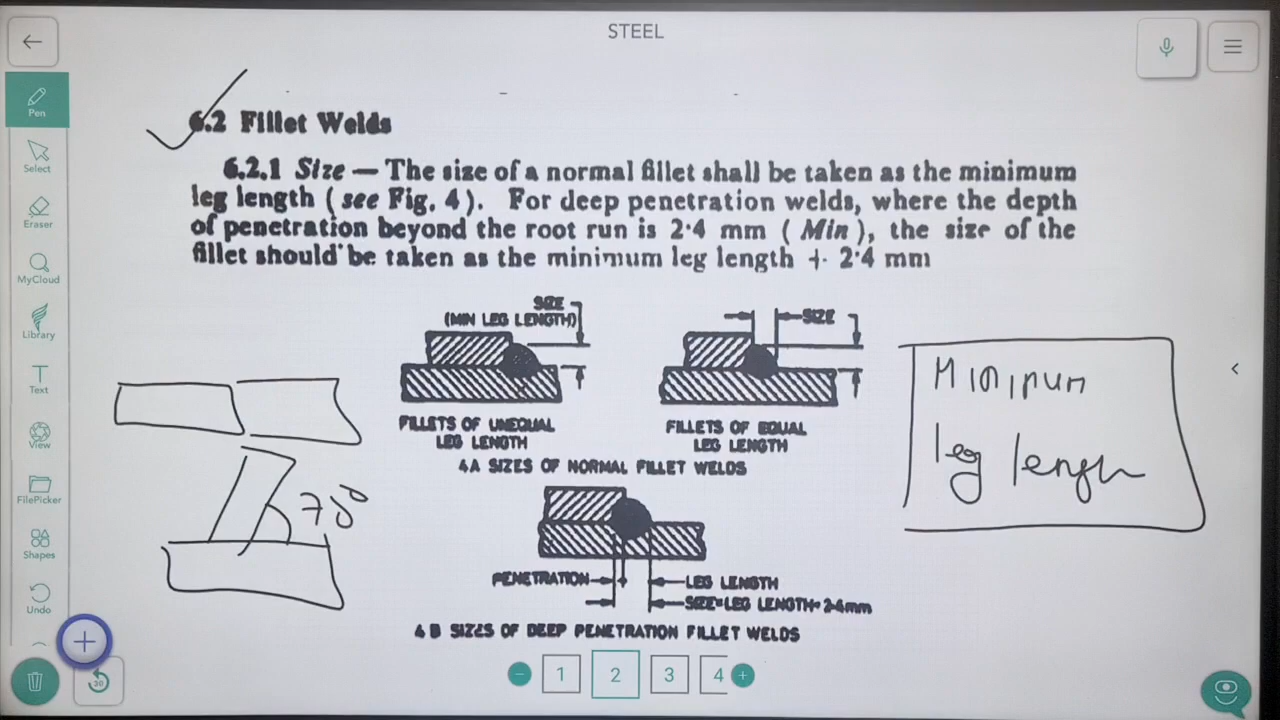 STEEL
Pen
Select
Eraser
MyCloud
Library
Text
View
FilePicker
Shapes
Undo
30
6.2 Fillet Welds
6.2.1 Size — The size of a normal fillet shall be taken as the minimum
leg length ( see Fig. 4 ). For deep penetration welds, where the depth
of penetration beyond the root run is 2·4 mm ( Min ), the size of the
fillet should be taken as the minimum leg length + 2·4 mm
SIZE
(MIN LEG LENGTH)
SIZE
FILLETS OF UNEQUAL
LEG LENGTH
FILLETS OF EQUAL
LEG LENGTH
4A SIZES OF NORMAL FILLET WELDS
PENETRATION
LEG LENGTH
SIZE=LEG LENGTH+2·4mm
4B SIZES OF DEEP PENETRATION FILLET WELDS
Minimum
leg length
1 2 3 4